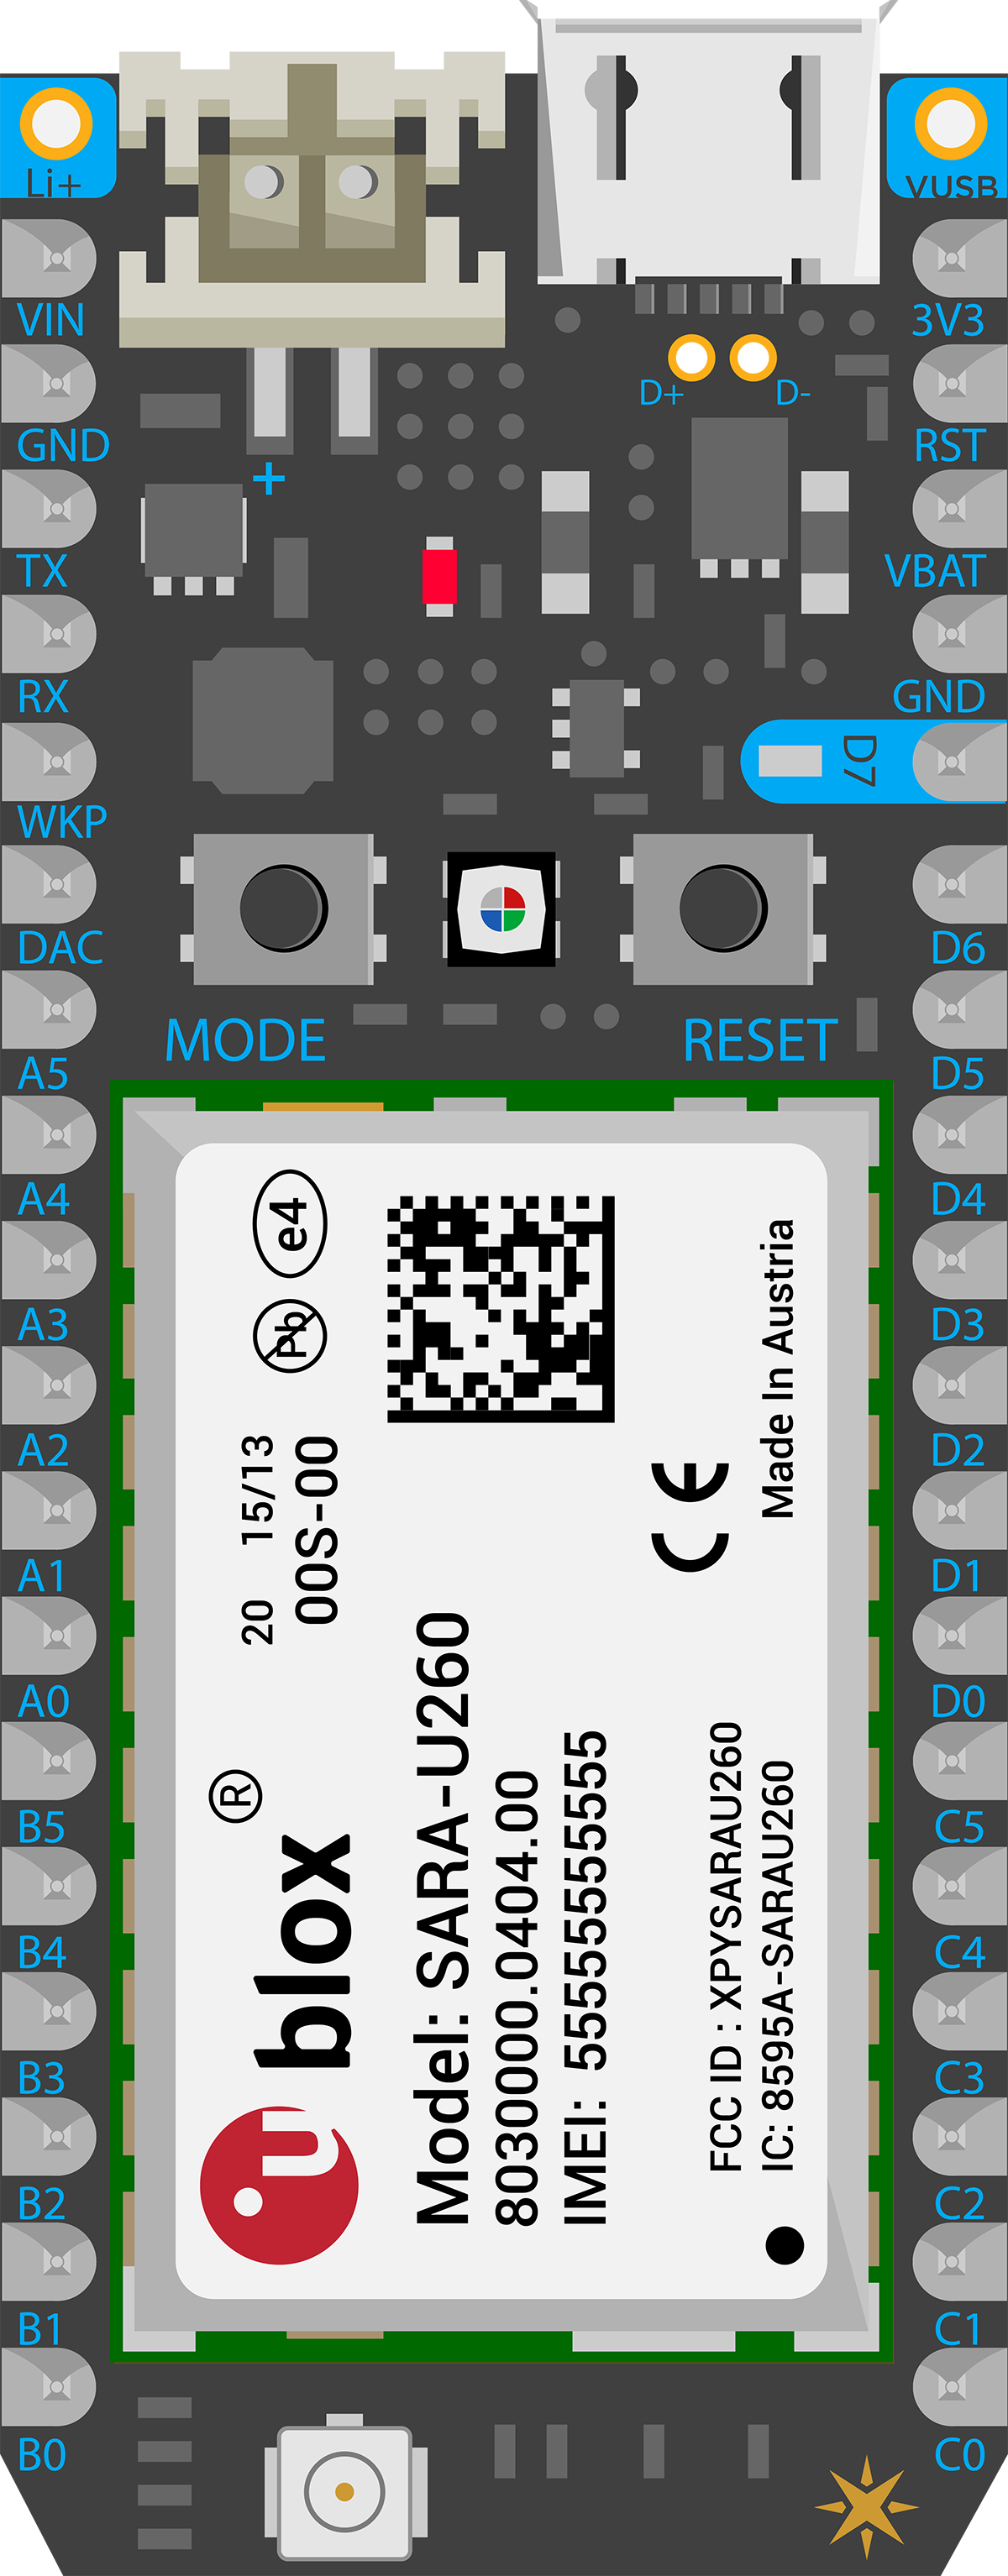 Li+
VUSB
VIN
3V3
D+ D-
GND
RST
+
TX
VBAT
RX
GND
D7
WKP
DAC
D6
MODE
RESET
A5
D5
A4
D4
A3
D3
A2
D2
A1
D1
A0
D0
B5
C5
B4
C4
B3
C3
B2
C2
B1
C1
B0
C0
u blox ®
20 15/13
00S-00
Pb
e4
Model: SARA-U260
8030000.0404.00
IMEI: 555555555555555
CE
FCC ID : XPYSARAU260
IC: 8595A-SARAU260
Made In Austria